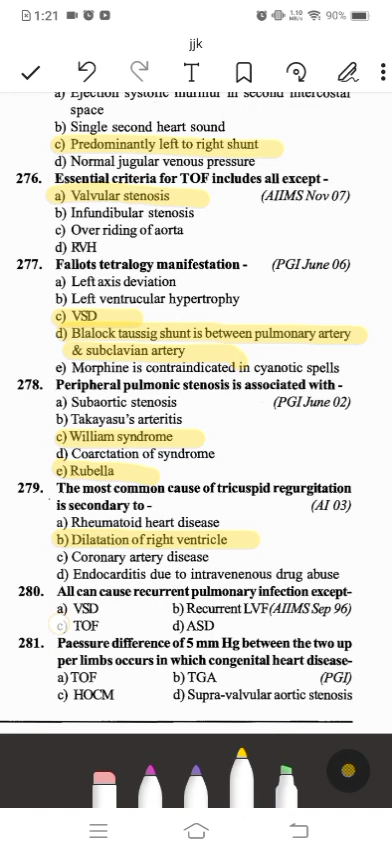 1:21
1.10 MB/S 90%
jjk
T
a) Ejection systolic murmur in second intercostal
space
b) Single second heart sound
c) Predominantly left to right shunt
d) Normal jugular venous pressure
276. Essential criteria for TOF includes all except -
a) Valvular stenosis (AIIMS Nov 07)
b) Infundibular stenosis
c) Over riding of aorta
d) RVH
277. Fallots tetralogy manifestation - (PGI June 06)
a) Left axis deviation
b) Left ventrucular hypertrophy
c) VSD
d) Blalock taussig shunt is between pulmonary artery
& subclavian artery
e) Morphine is contraindicated in cyanotic spells
278. Peripheral pulmonic stenosis is associated with -
a) Subaortic stenosis (PGI June 02)
b) Takayasu's arteritis
c) William syndrome
d) Coarctation of syndrome
e) Rubella
279. The most common cause of tricuspid regurgitation
is secondary to - (AI 03)
a) Rheumatoid heart disease
b) Dilatation of right ventricle
c) Coronary artery disease
d) Endocarditis due to intravenenous drug abuse
280. All can cause recurrent pulmonary infection except-
a) VSD b) Recurrent LVF (AIIMS Sep 96)
c) TOF d) ASD
281. Paessure difference of 5 mm Hg between the two up
per limbs occurs in which congenital heart disease-
a) TOF b) TGA (PGI)
c) HOCM d) Supra-valvular aortic stenosis